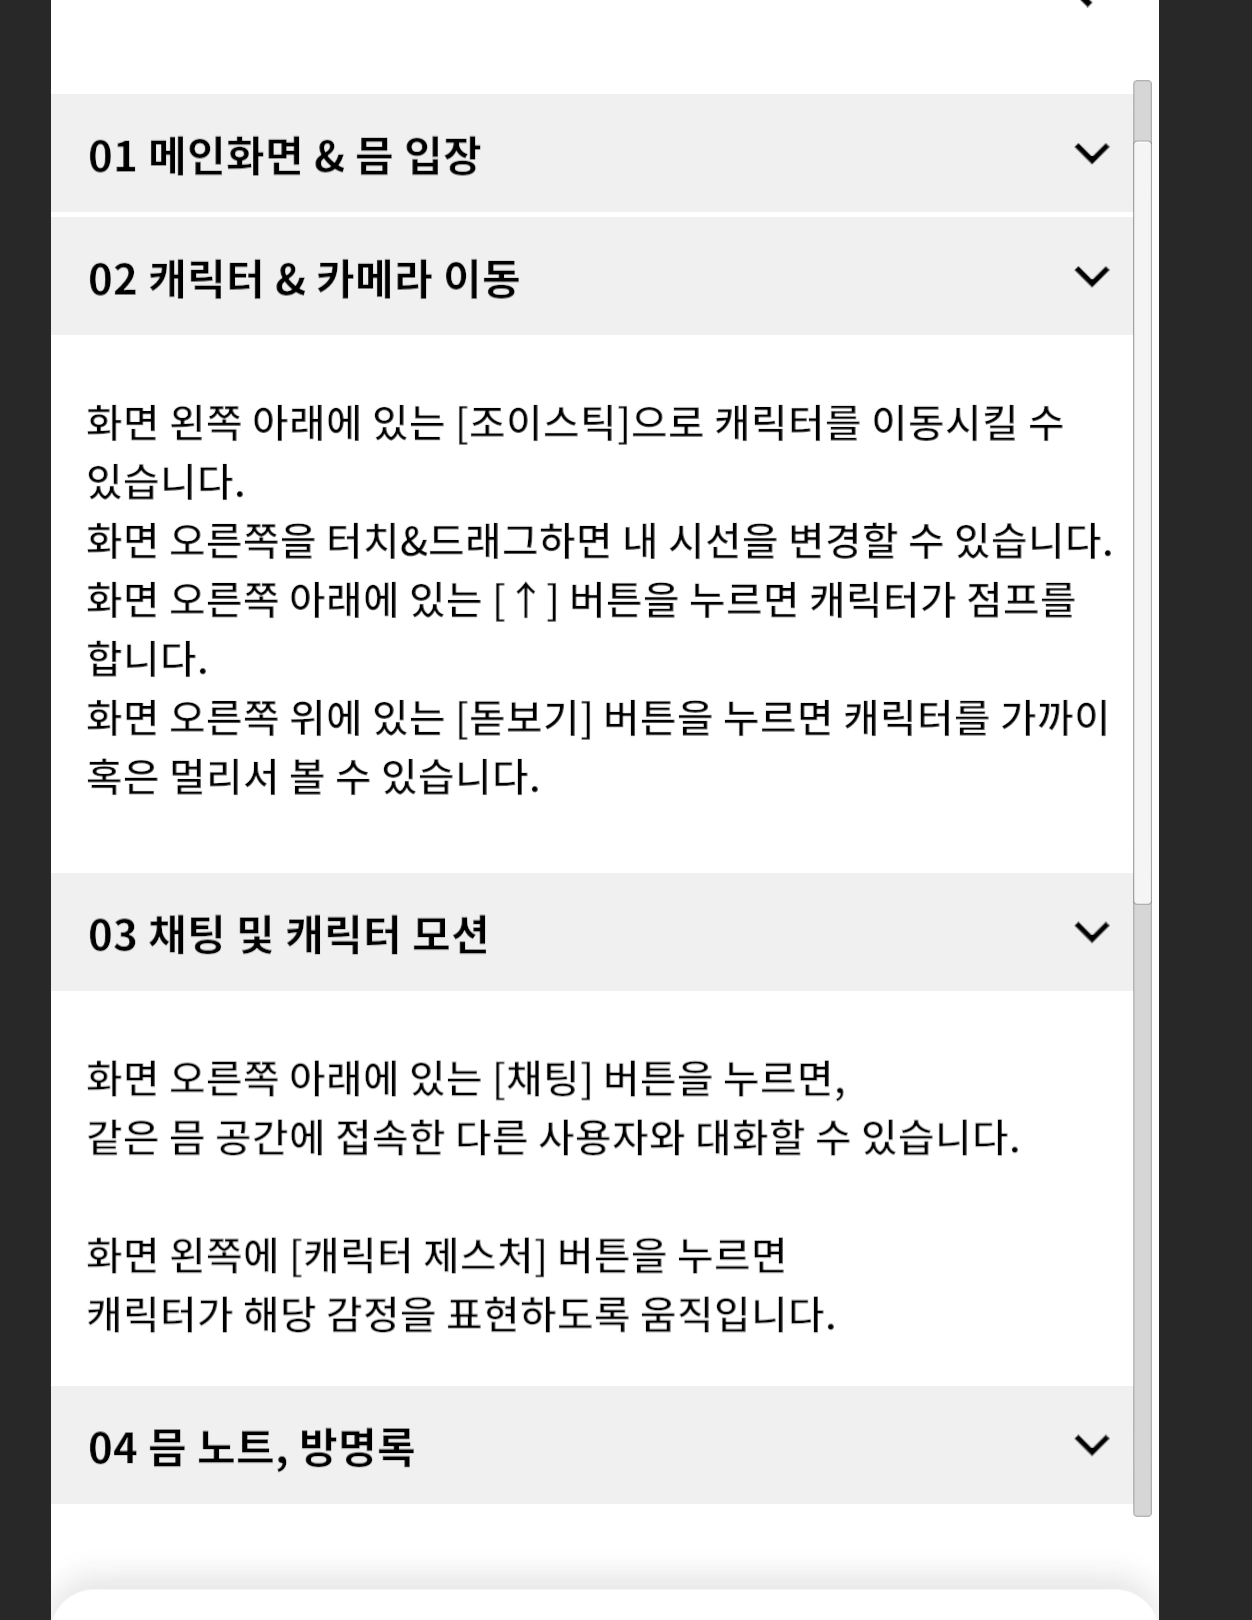 01 메인화면 & 믐 입장
02 캐릭터 & 카메라 이동
화면 왼쪽 아래에 있는 [조이스틱]으로 캐릭터를 이동시킬 수
있습니다.
화면 오른쪽을 터치&드래그하면 내 시선을 변경할 수 있습니다.
화면 오른쪽 아래에 있는 [↑] 버튼을 누르면 캐릭터가 점프를
합니다.
화면 오른쪽 위에 있는 [돋보기] 버튼을 누르면 캐릭터를 가까이
혹은 멀리서 볼 수 있습니다.
03 채팅 및 캐릭터 모션
화면 오른쪽 아래에 있는 [채팅] 버튼을 누르면,
같은 믐 공간에 접속한 다른 사용자와 대화할 수 있습니다.
화면 왼쪽에 [캐릭터 제스처] 버튼을 누르면
캐릭터가 해당 감정을 표현하도록 움직입니다.
04 믐 노트, 방명록